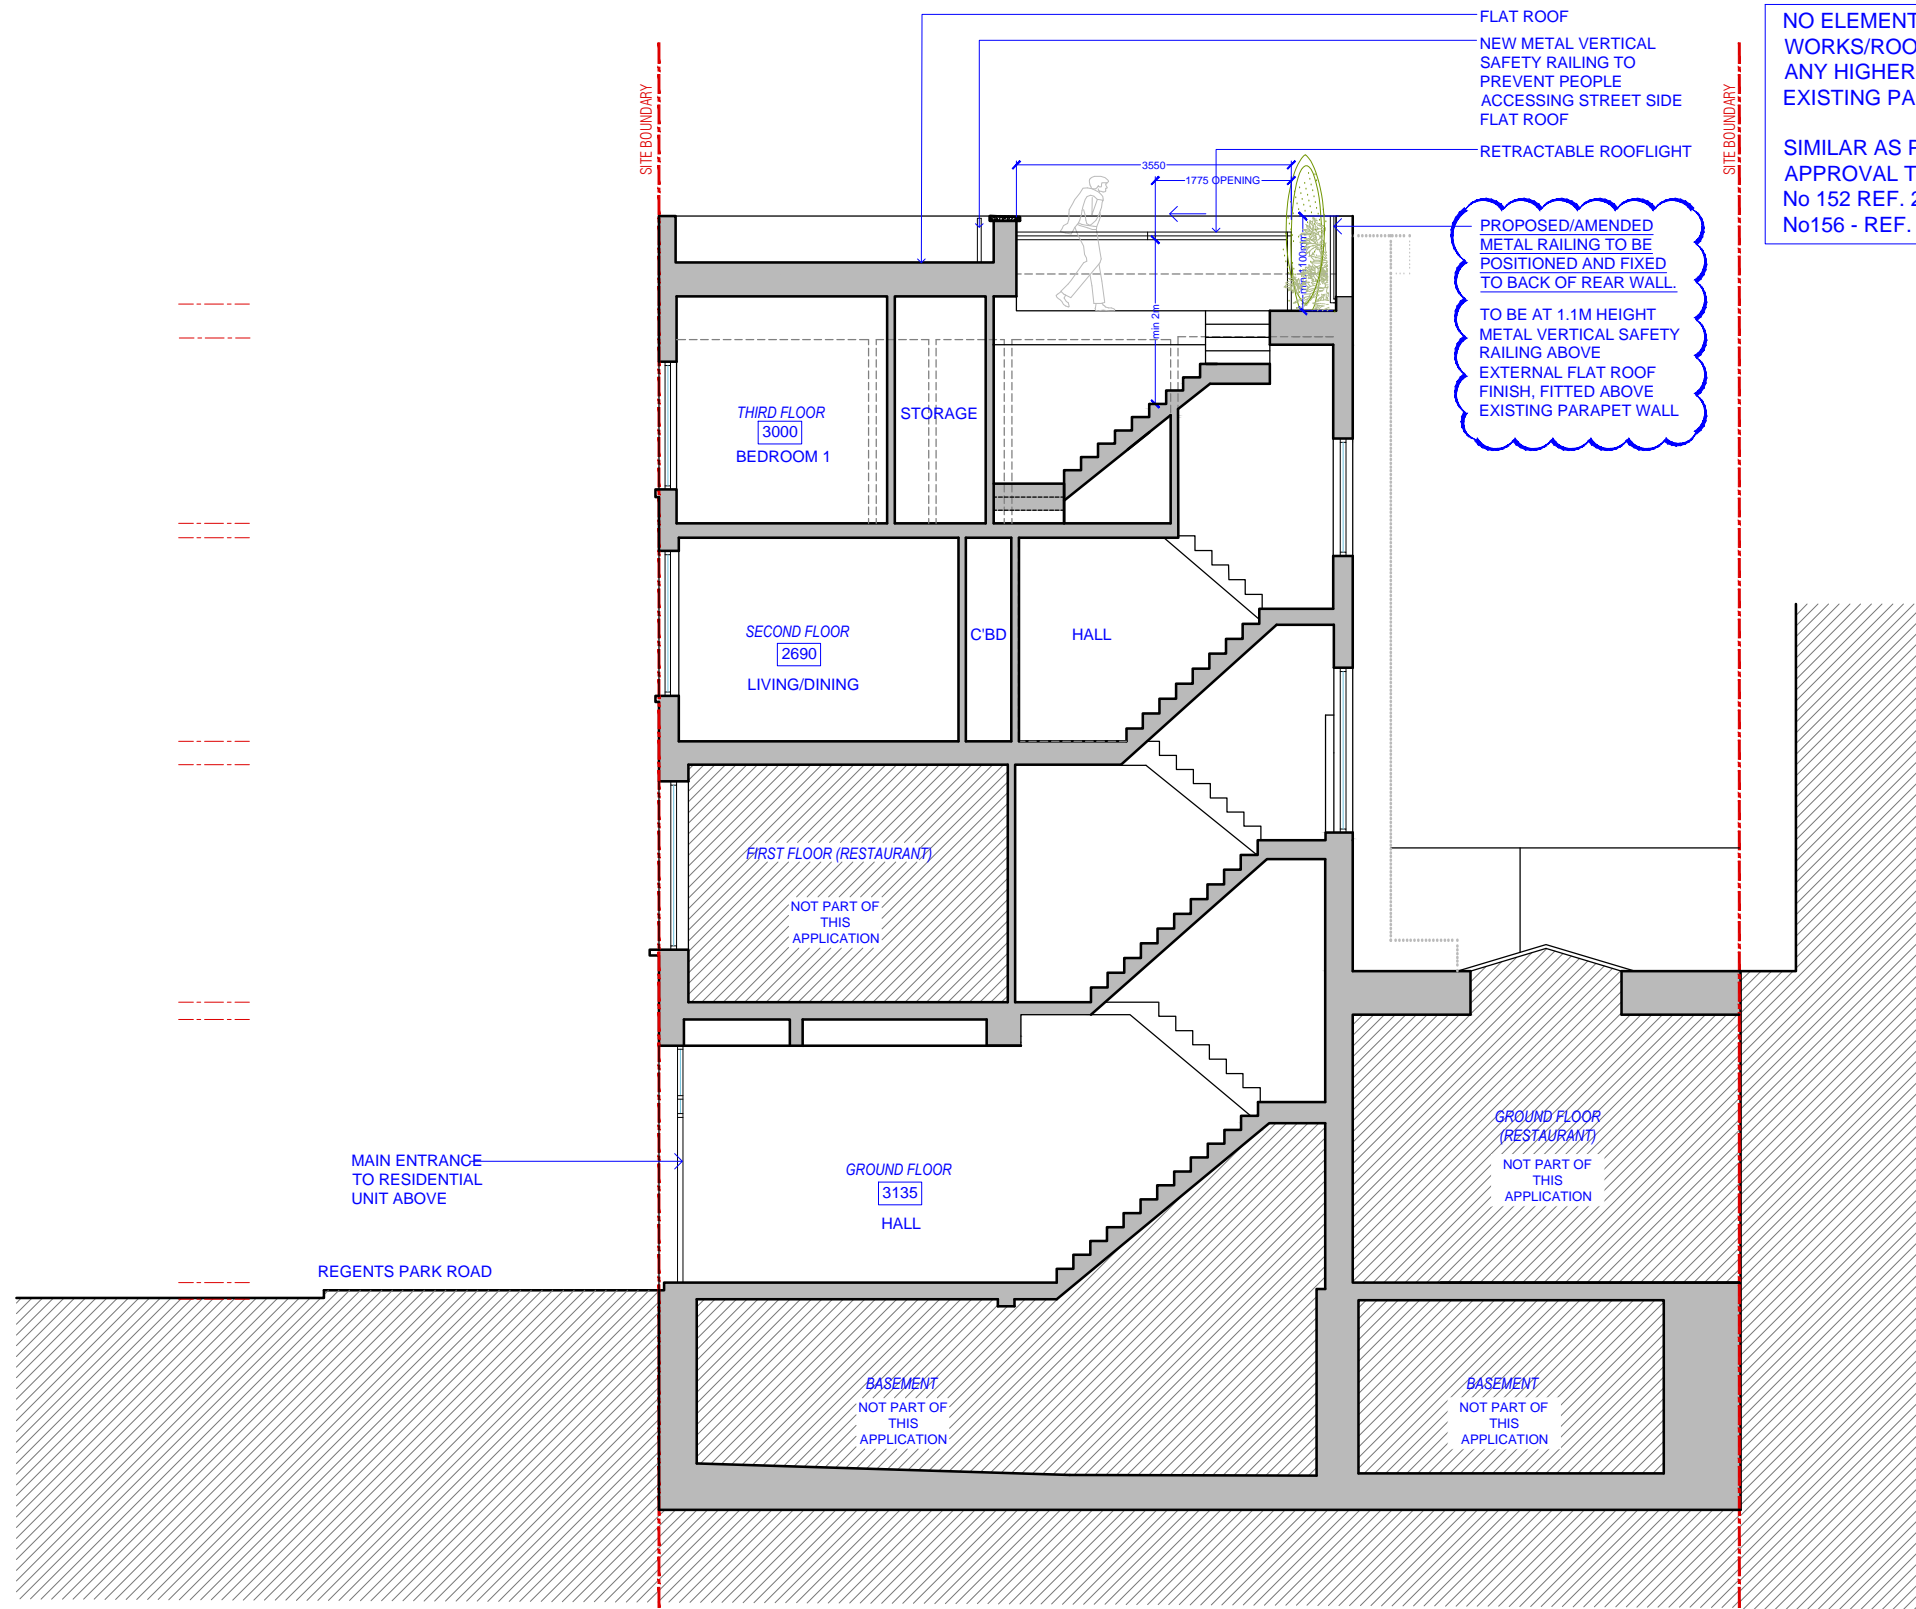 FLAT ROOF
NEW METAL VERTICAL
SAFETY RAILING TO
PREVENT PEOPLE
ACCESSING STREET SIDE
FLAT ROOF
RETRACTABLE ROOFLIGHT
NO ELEMENT
WORKS/ROO
ANY HIGHER
EXISTING PA
SIMILAR AS
APPROVAL T
No 152 REF.
No156 - REF.
SITE BOUNDARY
SITE BOUNDARY
3550
1775 OPENING
min 1100mm
min 2m
PROPOSED/AMENDED
METAL RAILING TO BE
POSITIONED AND FIXED
TO BACK OF REAR WALL.
TO BE AT 1.1M HEIGHT
METAL VERTICAL SAFETY
RAILING ABOVE
EXTERNAL FLAT ROOF
FINISH, FITTED ABOVE
EXISTING PARAPET WALL
THIRD FLOOR
3000
BEDROOM 1
STORAGE
SECOND FLOOR
2690
LIVING/DINING
C'BD
HALL
FIRST FLOOR (RESTAURANT)
NOT PART OF
THIS
APPLICATION
MAIN ENTRANCE
TO RESIDENTIAL
UNIT ABOVE
GROUND FLOOR
3135
HALL
GROUND FLOOR
(RESTAURANT)
NOT PART OF
THIS
APPLICATION
REGENTS PARK ROAD
BASEMENT
NOT PART OF
THIS
APPLICATION
BASEMENT
NOT PART OF
THIS
APPLICATION